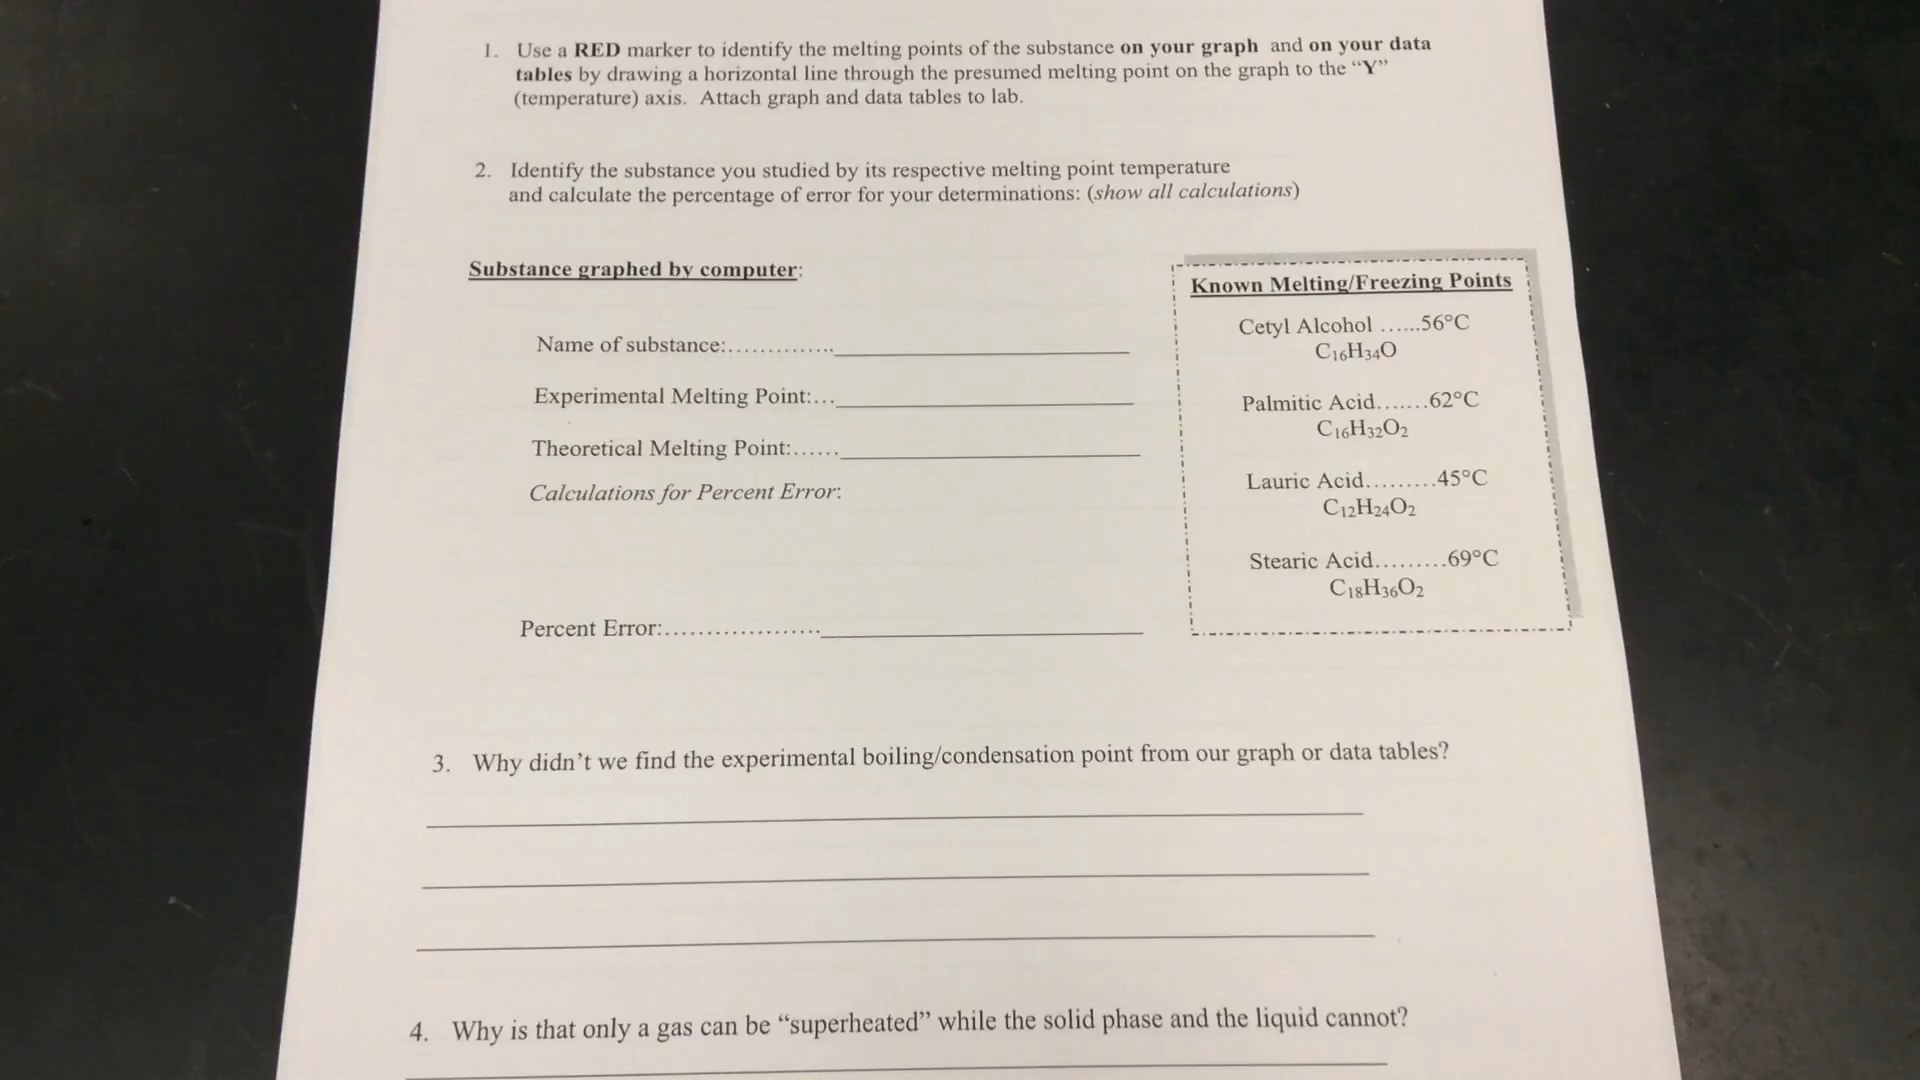 1. Use a RED marker to identify the melting points of the substance on your graph and on your data
tables by drawing a horizontal line through the presumed melting point on the graph to the “Y”
(temperature) axis. Attach graph and data tables to lab.
2. Identify the substance you studied by its respective melting point temperature
and calculate the percentage of error for your determinations: (show all calculations)
Substance graphed by computer:
Name of substance:..............
Experimental Melting Point:...
Theoretical Melting Point:......
Calculations for Percent Error:
Percent Error:...................
Known Melting/Freezing Points
Cetyl Alcohol ......56°C
C16H34O
Palmitic Acid.......62°C
C16H32O2
Lauric Acid.........45°C
C12H24O2
Stearic Acid.........69°C
C18H36O2
3. Why didn’t we find the experimental boiling/condensation point from our graph or data tables?
4. Why is that only a gas can be “superheated” while the solid phase and the liquid cannot?